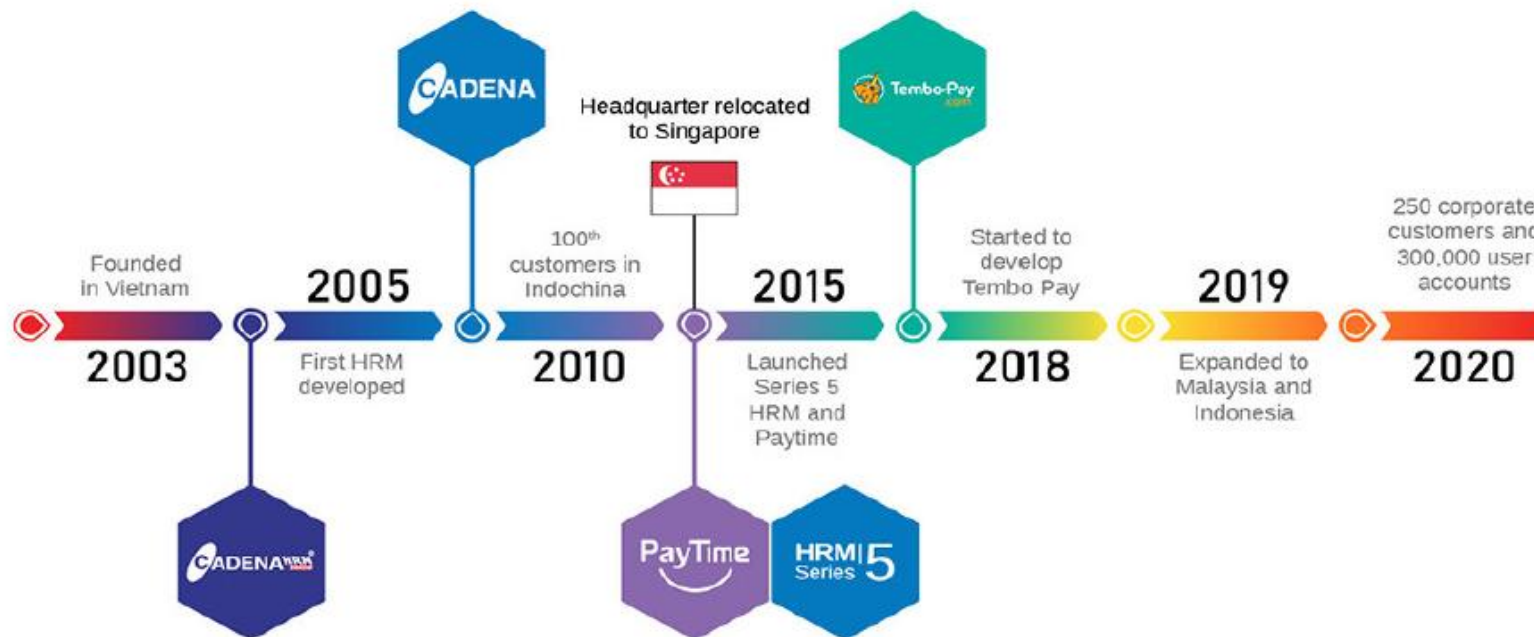 CADENA
Tembo-Pay
.com
Headquarter relocated
to Singapore
Founded
in Vietnam
2003
2005
First HRM
developed
100th
customers in
Indochina
2010
2015
Launched
Series 5
HRM and
Paytime
Started to
develop
Tembo Pay
2018
2019
Expanded to
Malaysia and
Indonesia
250 corporate
customers and
300,000 user
accounts
2020
CADENA HRM
PayTime
HRM
Series 5